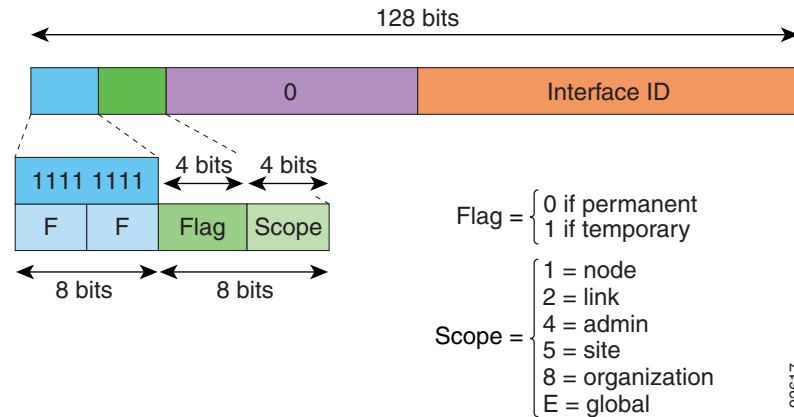 128 bits
0
Interface ID
1111 1111
4 bits
4 bits
F
F
Flag
Scope
8 bits
8 bits
Flag =
0 if permanent
1 if temporary
Scope =
1 = node
2 = link
4 = admin
5 = site
8 = organization
E = global